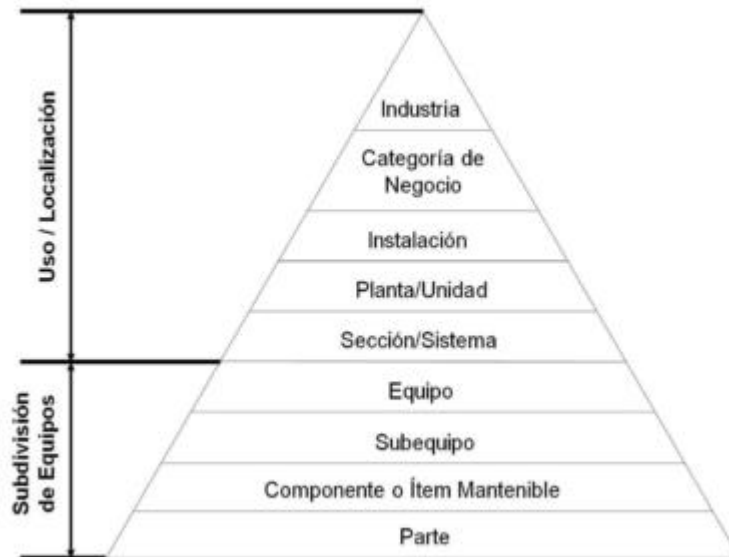 Uso / Localización
Industria
Categoría de
Negocio
Instalación
Planta/Unidad
Sección/Sistema
Subdivisión
de Equipos
Equipo
Subequipo
Componente o Ítem Mantenible
Parte